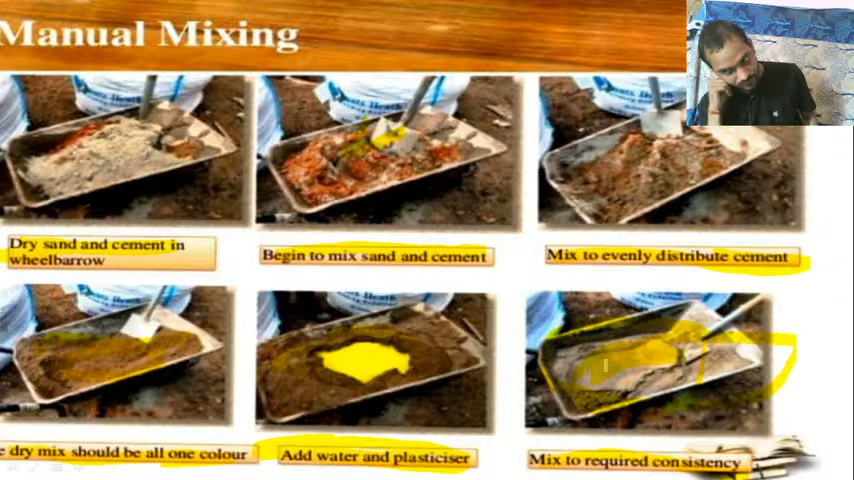 Manual Mixing
Dry sand and cement in
wheelbarrow
Begin to mix sand and cement
Mix to evenly distribute cement
e dry mix should be all one colour
Add water and plasticiser
Mix to required consistency